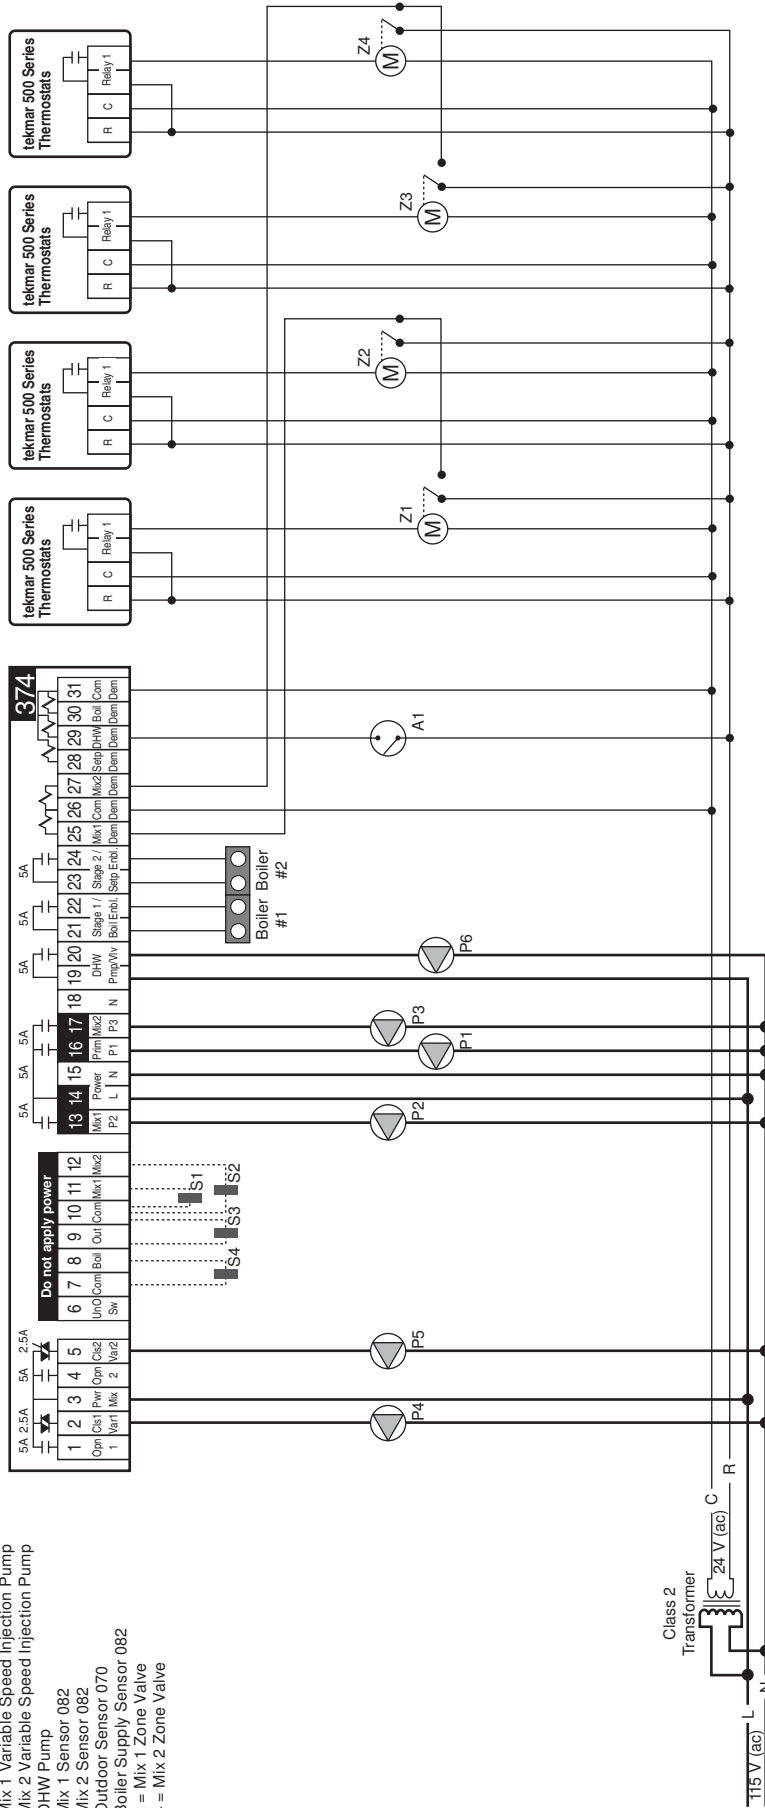 Mix 1 Variable Speed Injection Pump
Mix 2 Variable Speed Injection Pump
DHW Pump
Mix 1 Sensor 082
Mix 2 Sensor 082
Outdoor Sensor 070
Boiler Supply Sensor 082
= Mix 1 Zone Valve
= Mix 2 Zone Valve
374
5A 2.5A 5A 2.5A
1 2 3 4 5
Opn Cls1 Pwr Opn Cls2
1 Var1 Mix 2 Var2
Do not apply power
6 7 8 9 10 11 12
UnO Com Boil Out Com Mix1 Mix2
Sw
5A 5A 5A 5A 5A 5A
13 14 15 16 17 18 19 20 21 22 23 24 25 26 27 28 29 30 31
Mix1 Power Prim Mix2 DHW Stage 1 / Stage 2 / Mix1 Com Mix2 Setp DHW Boil Com
P2 L N P1 P3 N Pmp/Vlv Boil Enbl. Setp Enbl. Dem Dem Dem Dem Dem Dem Dem
tekmar 500 Series
Thermostats
R C Relay 1
tekmar 500 Series
Thermostats
R C Relay 1
tekmar 500 Series
Thermostats
R C Relay 1
tekmar 500 Series
Thermostats
R C Relay 1
S4 S3 S1 S2
Boiler Boiler
#1 #2
P4 P5 P2 P1 P3 P6
A1
Z1 Z2 Z3 Z4
M M M M
Class 2
Transformer
24 V (ac)
C
R
115 V (ac)
L
N